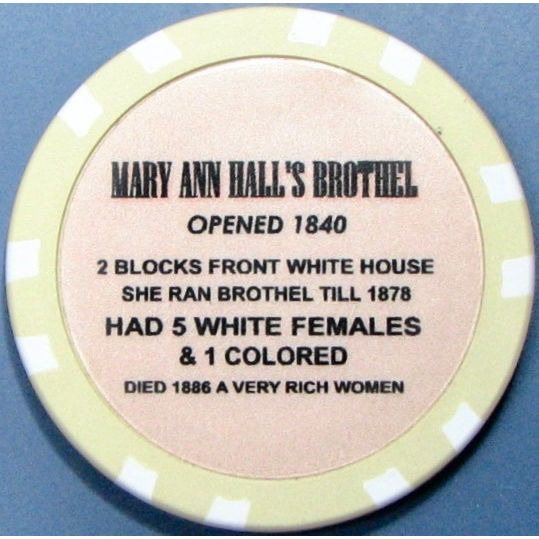 MARY ANN HALL'S BROTHEL
OPENED 1840
2 BLOCKS FRONT WHITE HOUSE
SHE RAN BROTHEL TILL 1878
HAD 5 WHITE FEMALES
& 1 COLORED
DIED 1886 A VERY RICH WOMEN